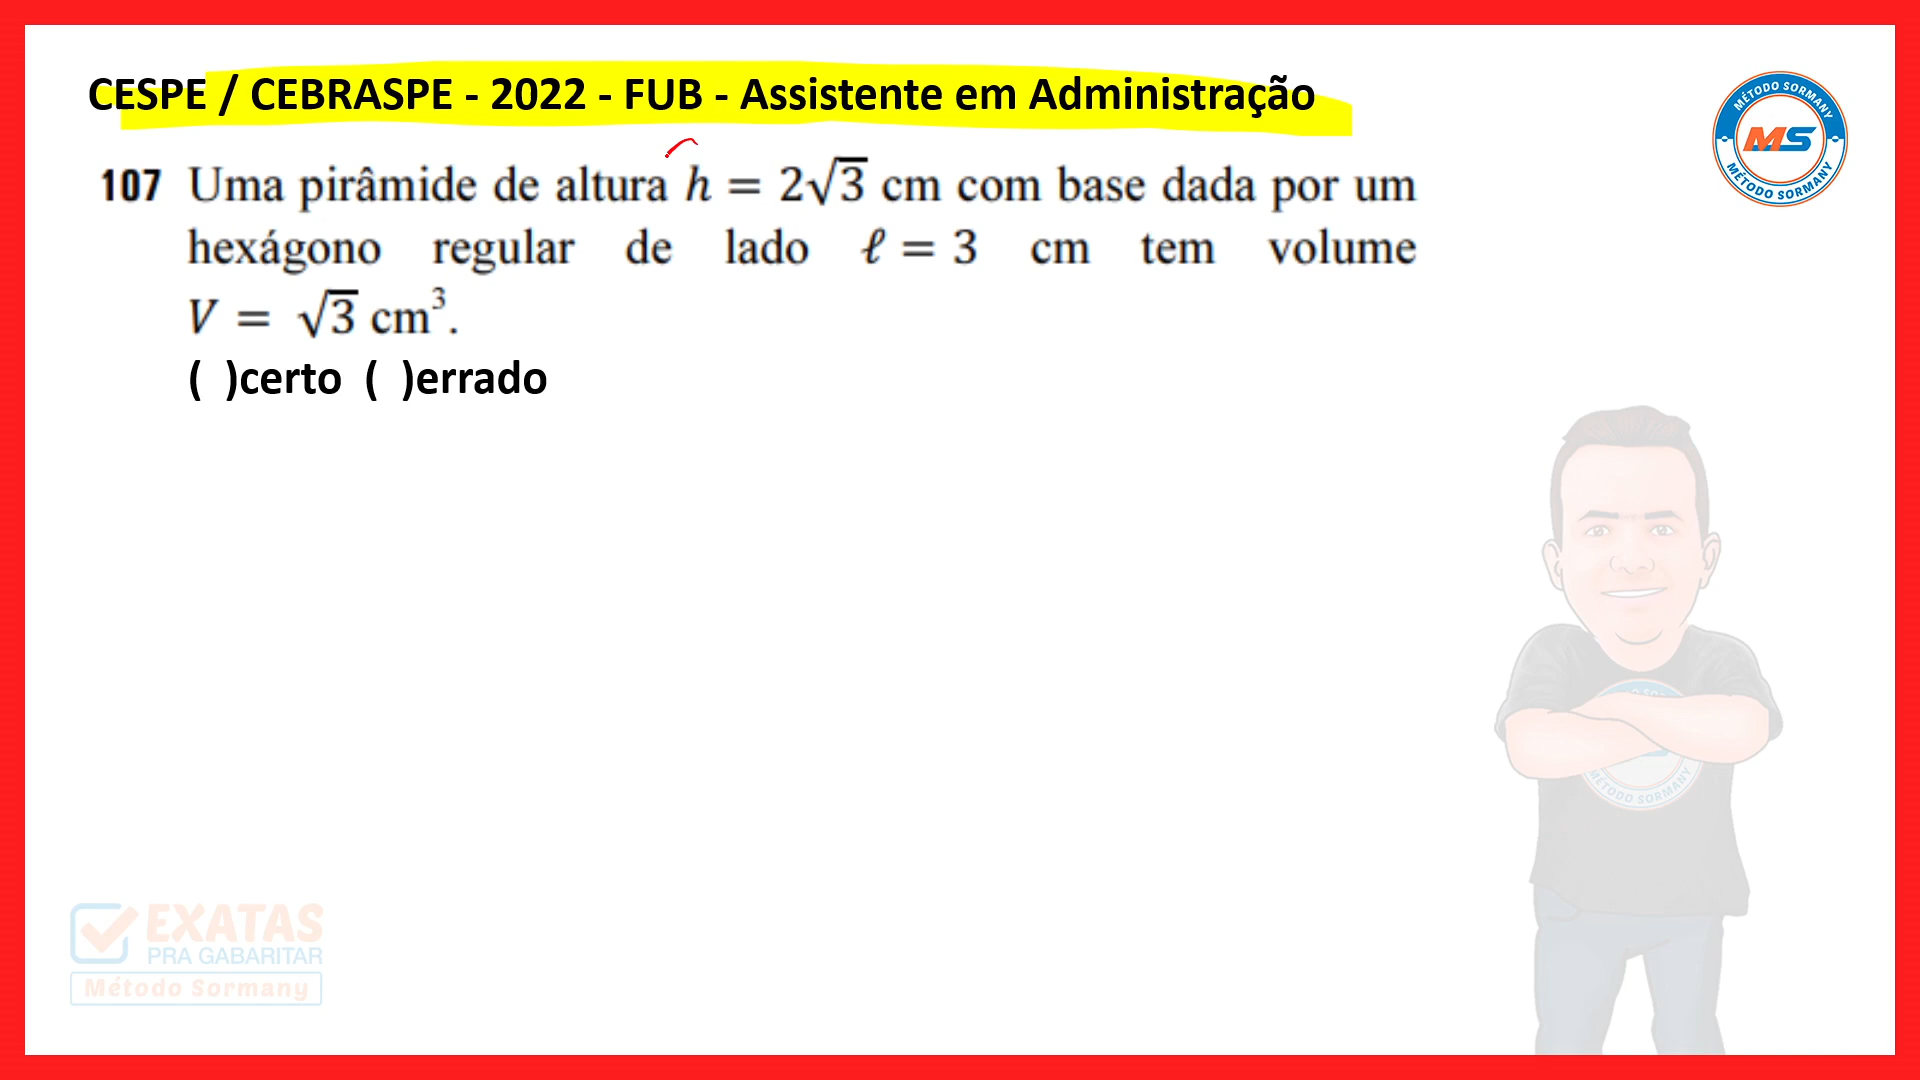 CESPE / CEBRASPE - 2022 - FUB - Assistente em Administração
MÉTODO SORMANY
MS
MÉTODO SORMANY
107 Uma pirâmide de altura h = 2√3 cm com base dada por um
hexágono regular de lado ℓ = 3 cm tem volume
V = √3 cm³.
( )certo ( )errado
MÉTODO SORMANY
EXATAS
PRA GABARITAR
Método Sormany